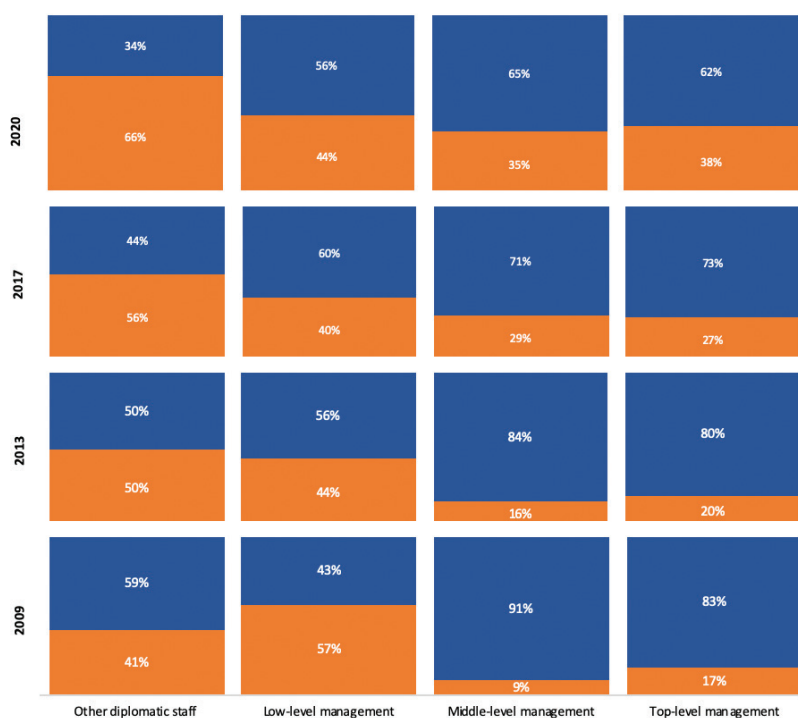 34% 56% 65% 62%
2020
66% 44% 35% 38%
44% 60% 71% 73%
2017
56% 40% 29% 27%
50% 56% 84% 80%
2013
50% 44% 16% 20%
59% 43% 91% 83%
2009
41% 57% 9% 17%
Other diplomatic staff Low-level management Middle-level management Top-level management